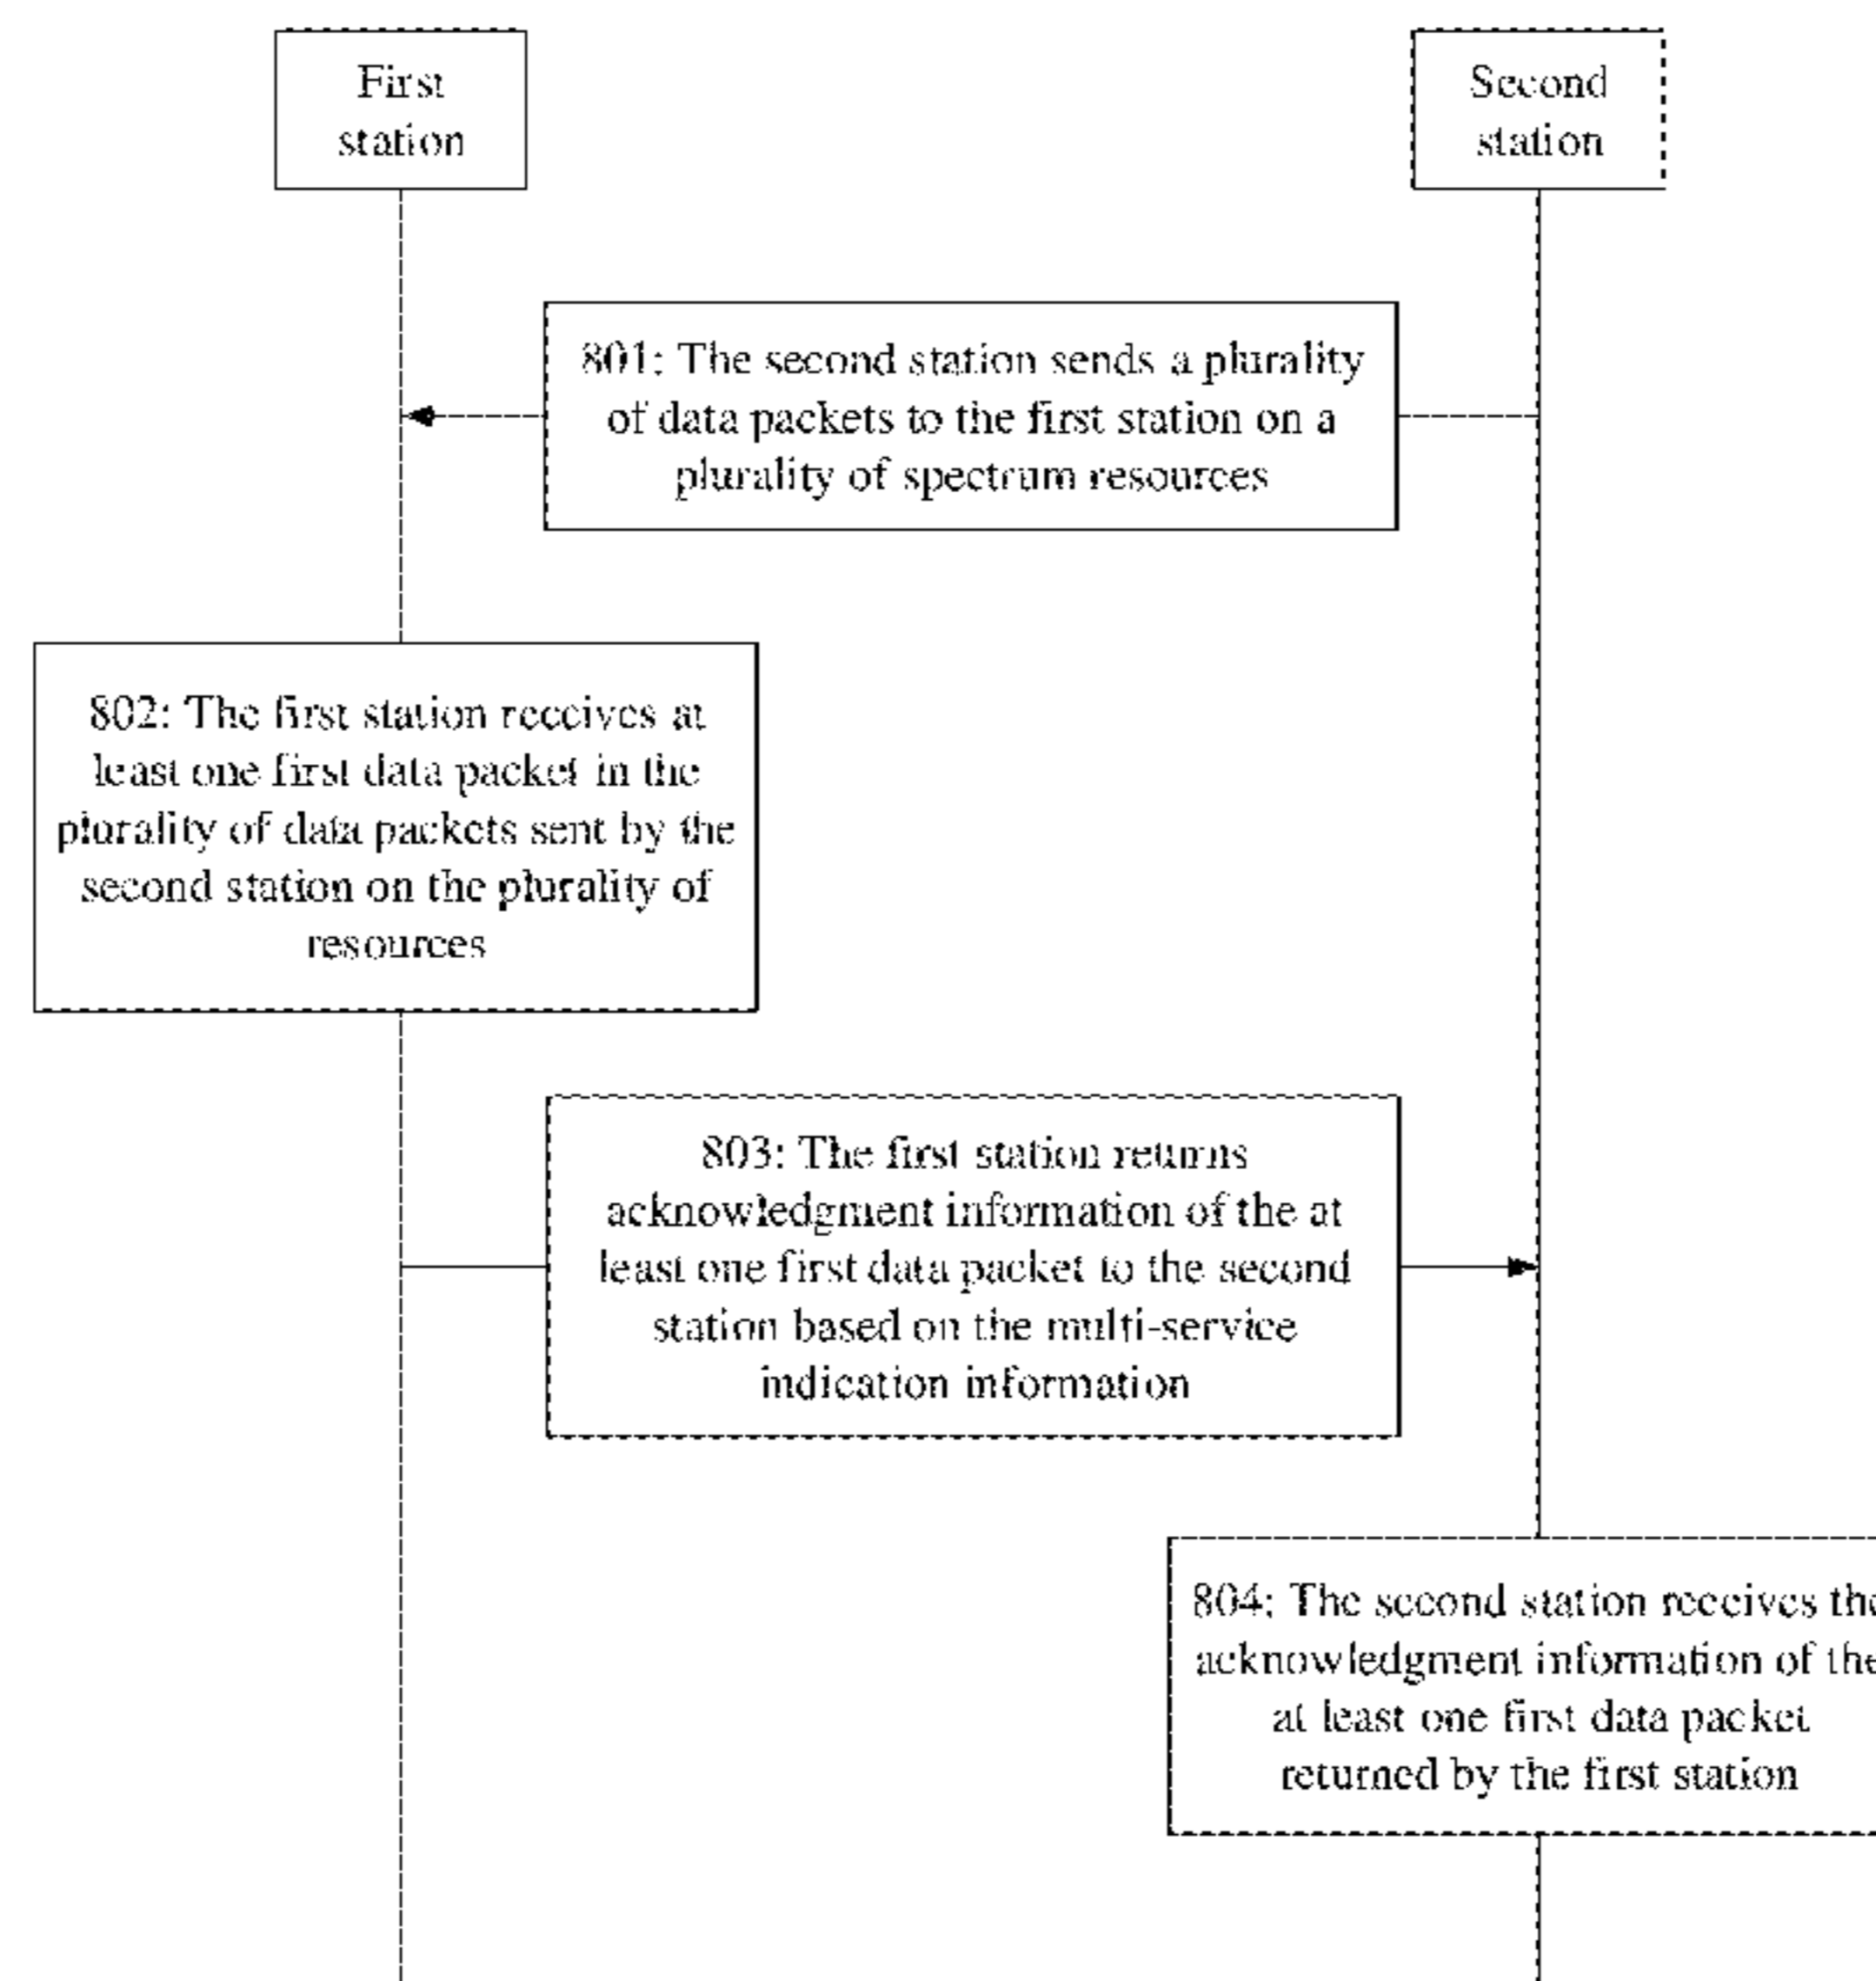 First
station
Second
station
801: The second station sends a plurality
of data packets to the first station on a
plurality of spectrum resources
802: The first station receives at
least one first data packet in the
plurality of data packets sent by the
second station on the plurality of
resources
803: The first station returns
acknowledgment information of the at
least one first data packet to the second
station based on the multi-service
indication information
804: The second station receives the
acknowledgment information of the
at least one first data packet
returned by the first station